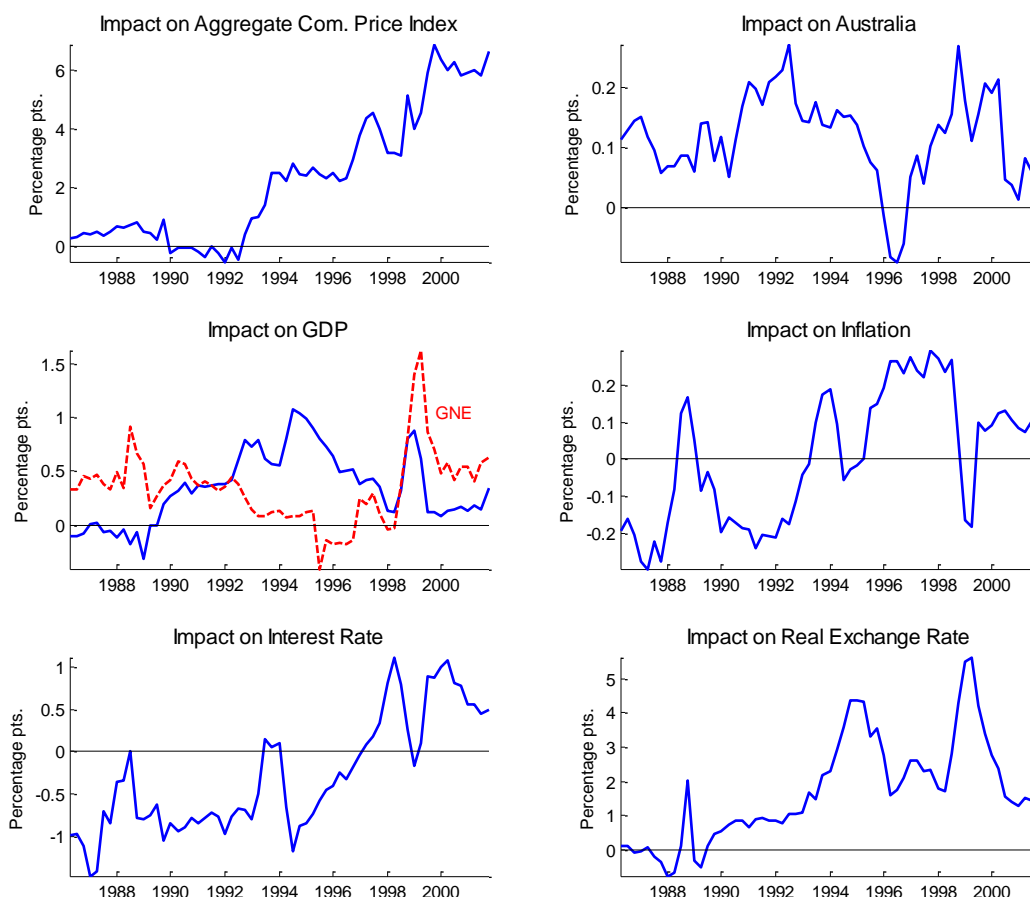 Impact on Aggregate Com. Price Index
Percentage pts.
6
4
2
0
1988 1990 1992 1994 1996 1998 2000
Impact on Australia
Percentage pts.
0.2
0.1
0
1988 1990 1992 1994 1996 1998 2000
Impact on GDP
Percentage pts.
1.5
1
0.5
0
GNE
1988 1990 1992 1994 1996 1998 2000
Impact on Inflation
Percentage pts.
0.2
0.1
0
-0.1
-0.2
1988 1990 1992 1994 1996 1998 2000
Impact on Interest Rate
Percentage pts.
1
0.5
0
-0.5
-1
1988 1990 1992 1994 1996 1998 2000
Impact on Real Exchange Rate
Percentage pts.
5
4
3
2
1
0
1988 1990 1992 1994 1996 1998 2000